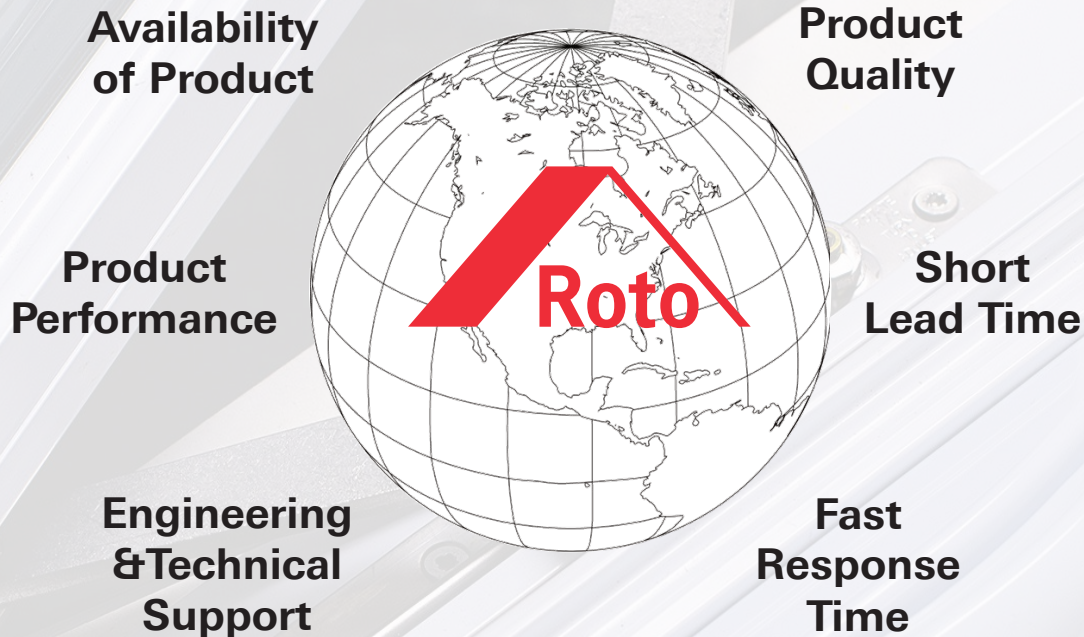 Availability
of Product
Product
Quality
Product
Performance
Roto
Short
Lead Time
Engineering
&Technical
Support
Fast
Response
Time